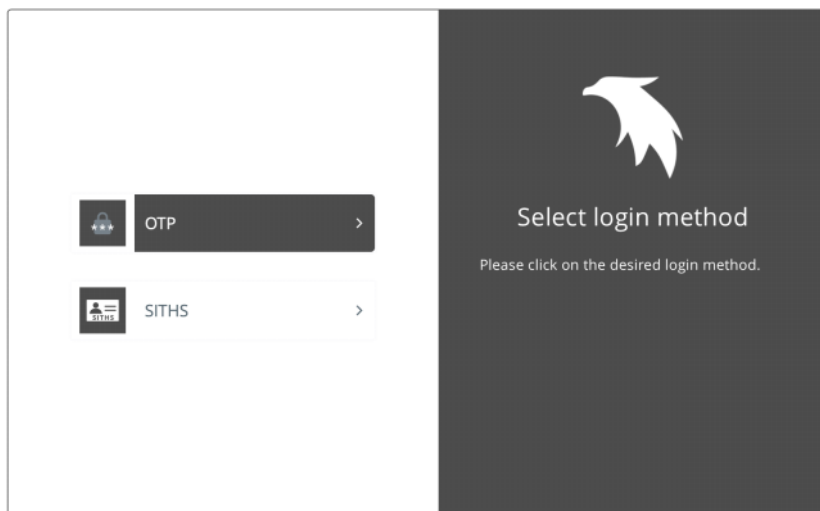 OTP
SITHS
SITHS
Select login method
Please click on the desired login method.